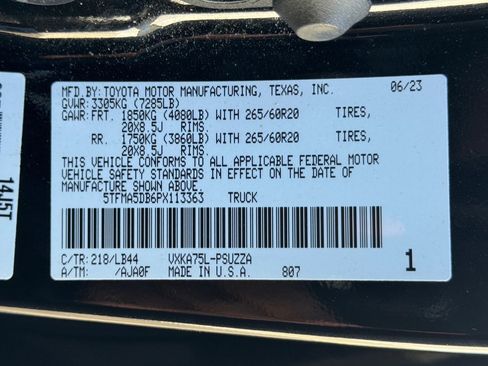 MFD.BY:TOYOTA MOTOR MANUFACTURING, TEXAS, INC. 06/23
GVWR: 3305KG (7285LB)
GAWR: FRT. 1850KG (4080LB) WITH 265/60R20 TIRES,
20X8.5J RIMS.
RR. 1750KG (3860LB) WITH 265/60R20 TIRES,
20X8.5J RIMS.
THIS VEHICLE CONFORMS TO ALL APPLICABLE FEDERAL MOTOR
VEHICLE SAFETY STANDARDS IN EFFECT ON THE DATE OF
MANUFACTURE SHOWN ABOVE.
5TFMA5DB6PX113363 TRUCK
C/TR:218/LB44 VXKA75L-PSUZZA
A/TM: /AJA0F MADE IN U.S.A. 807 1
14J5T